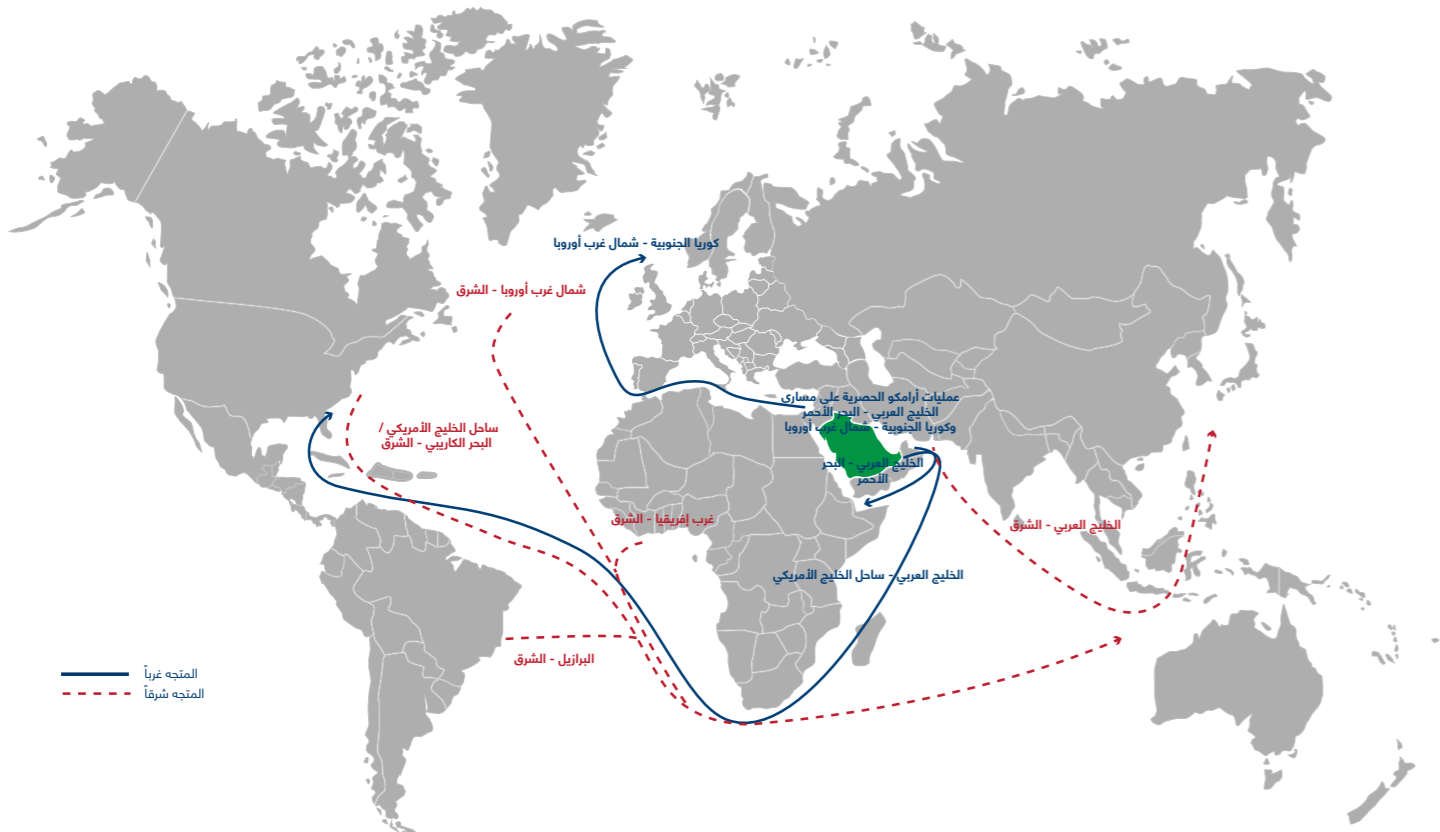 كوريا الجنوبية - شمال غرب أوروبا
شمال غرب أوروبا - الشرق
عمليات أرامكو الحصرية على مساري
الخليج العربي - البحر الأحمر
وكوريا الجنوبية - شمال غرب أوروبا
ساحل الخليج الأمريكي /
البحر الكاريبي - الشرق
الخليج العربي - البحر
الأحمر
غرب إفريقيا - الشرق
الخليج العربي - الشرق
الخليج العربي - ساحل الخليج الأمريكي
البرازيل - الشرق
المتجه غرباً
المتجه شرقاً